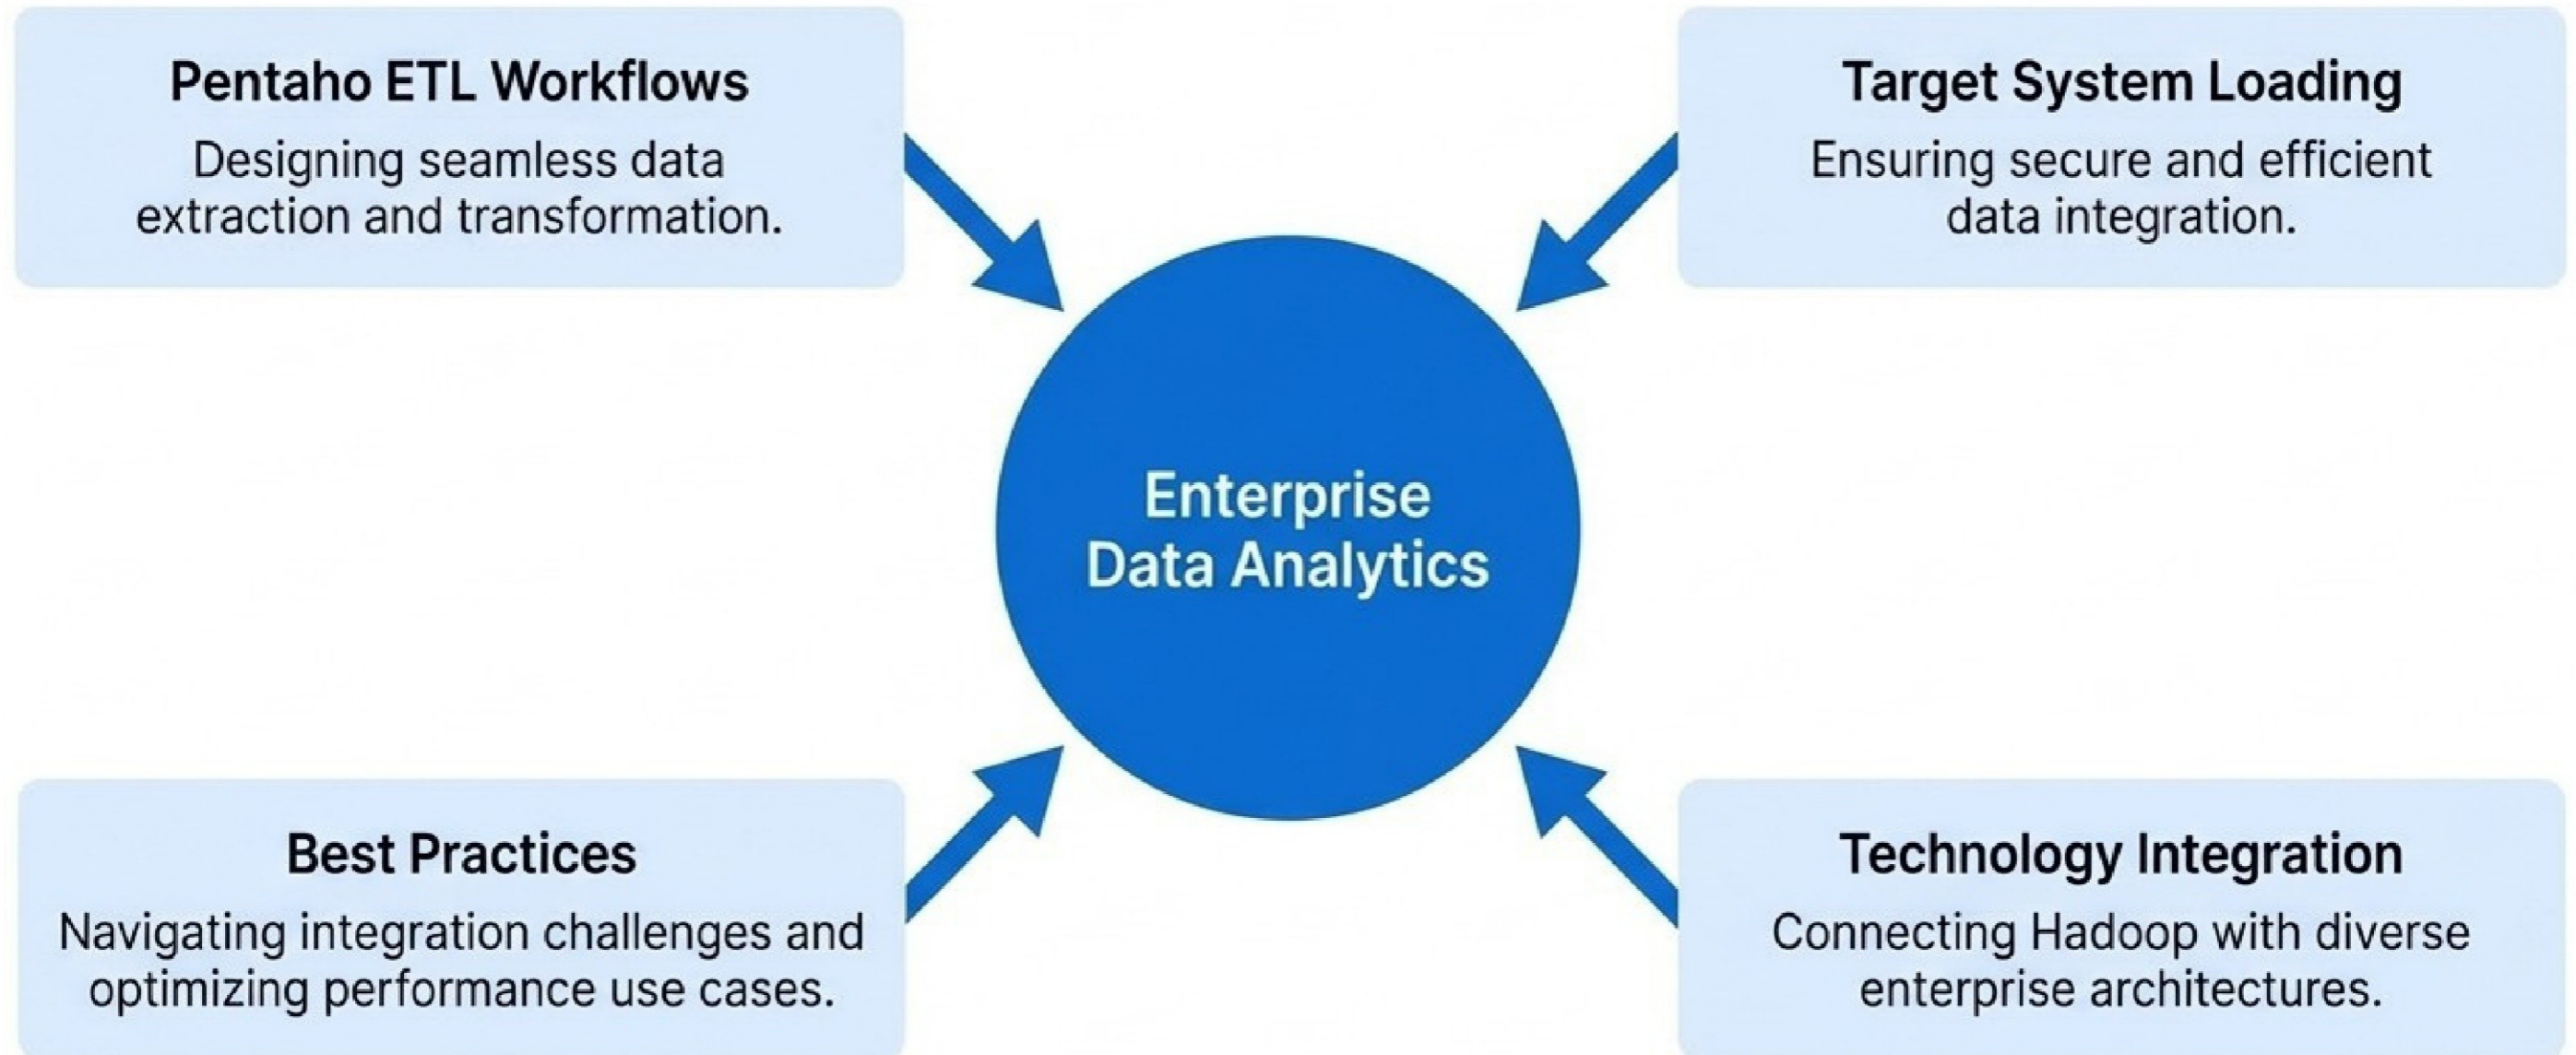 Pentaho ETL Workflows
Designing seamless data
extraction and transformation.
Target System Loading
Ensuring secure and efficient
data integration.
Enterprise
Data Analytics
Best Practices
Navigating integration challenges and
optimizing performance use cases.
Technology Integration
Connecting Hadoop with diverse
enterprise architectures.